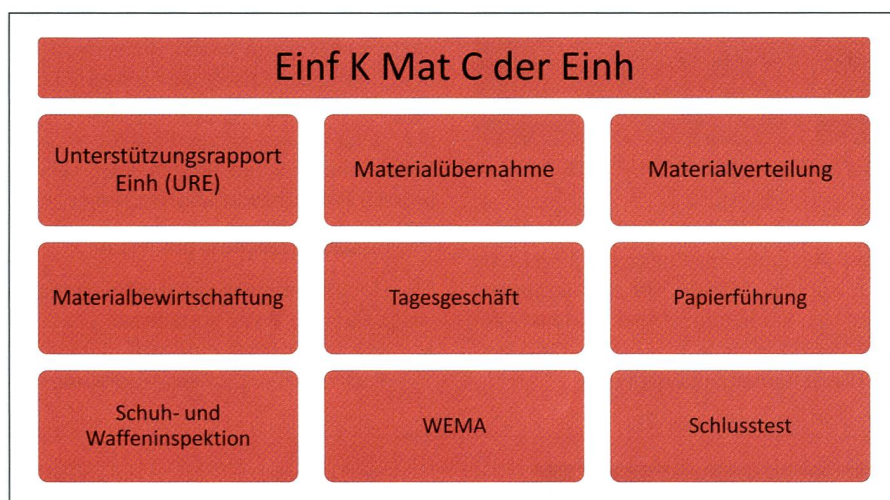 Einf K Mat C der Einh
Unterstützungsrapport
Einh (URE)
Materialübernahme
Materialverteilung
Materialbewirtschaftung
Tagesgeschäft
Papierführung
Schuh- und
Waffeninspektion
WEMA
Schlusstest